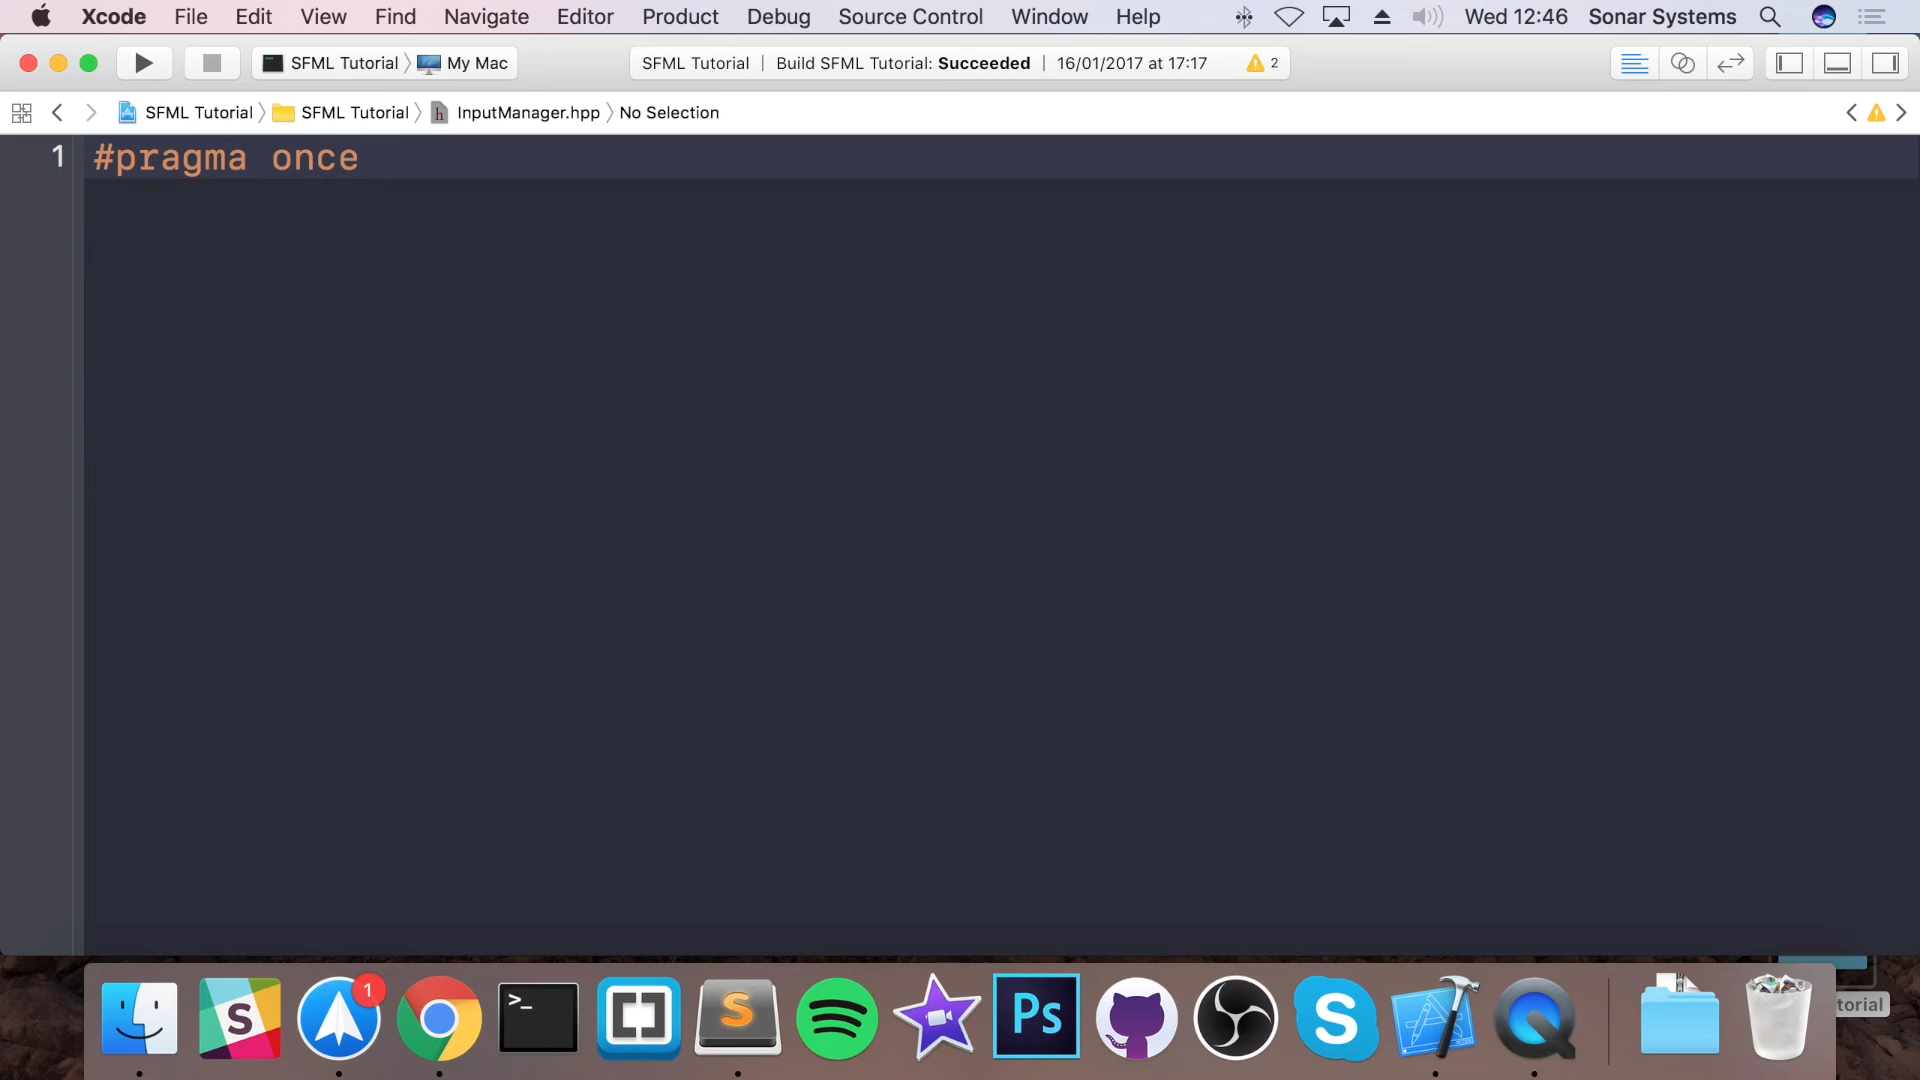 Xcode File Edit View Find Navigate Editor Product Debug Source Control Window Help Wed 12:46 Sonar Systems
SFML Tutorial My Mac SFML Tutorial | Build SFML Tutorial: Succeeded | 16/01/2017 at 17:17 2
SFML Tutorial SFML Tutorial h InputManager.hpp No Selection
1 #pragma once
S 1 >_ S Ps S torial